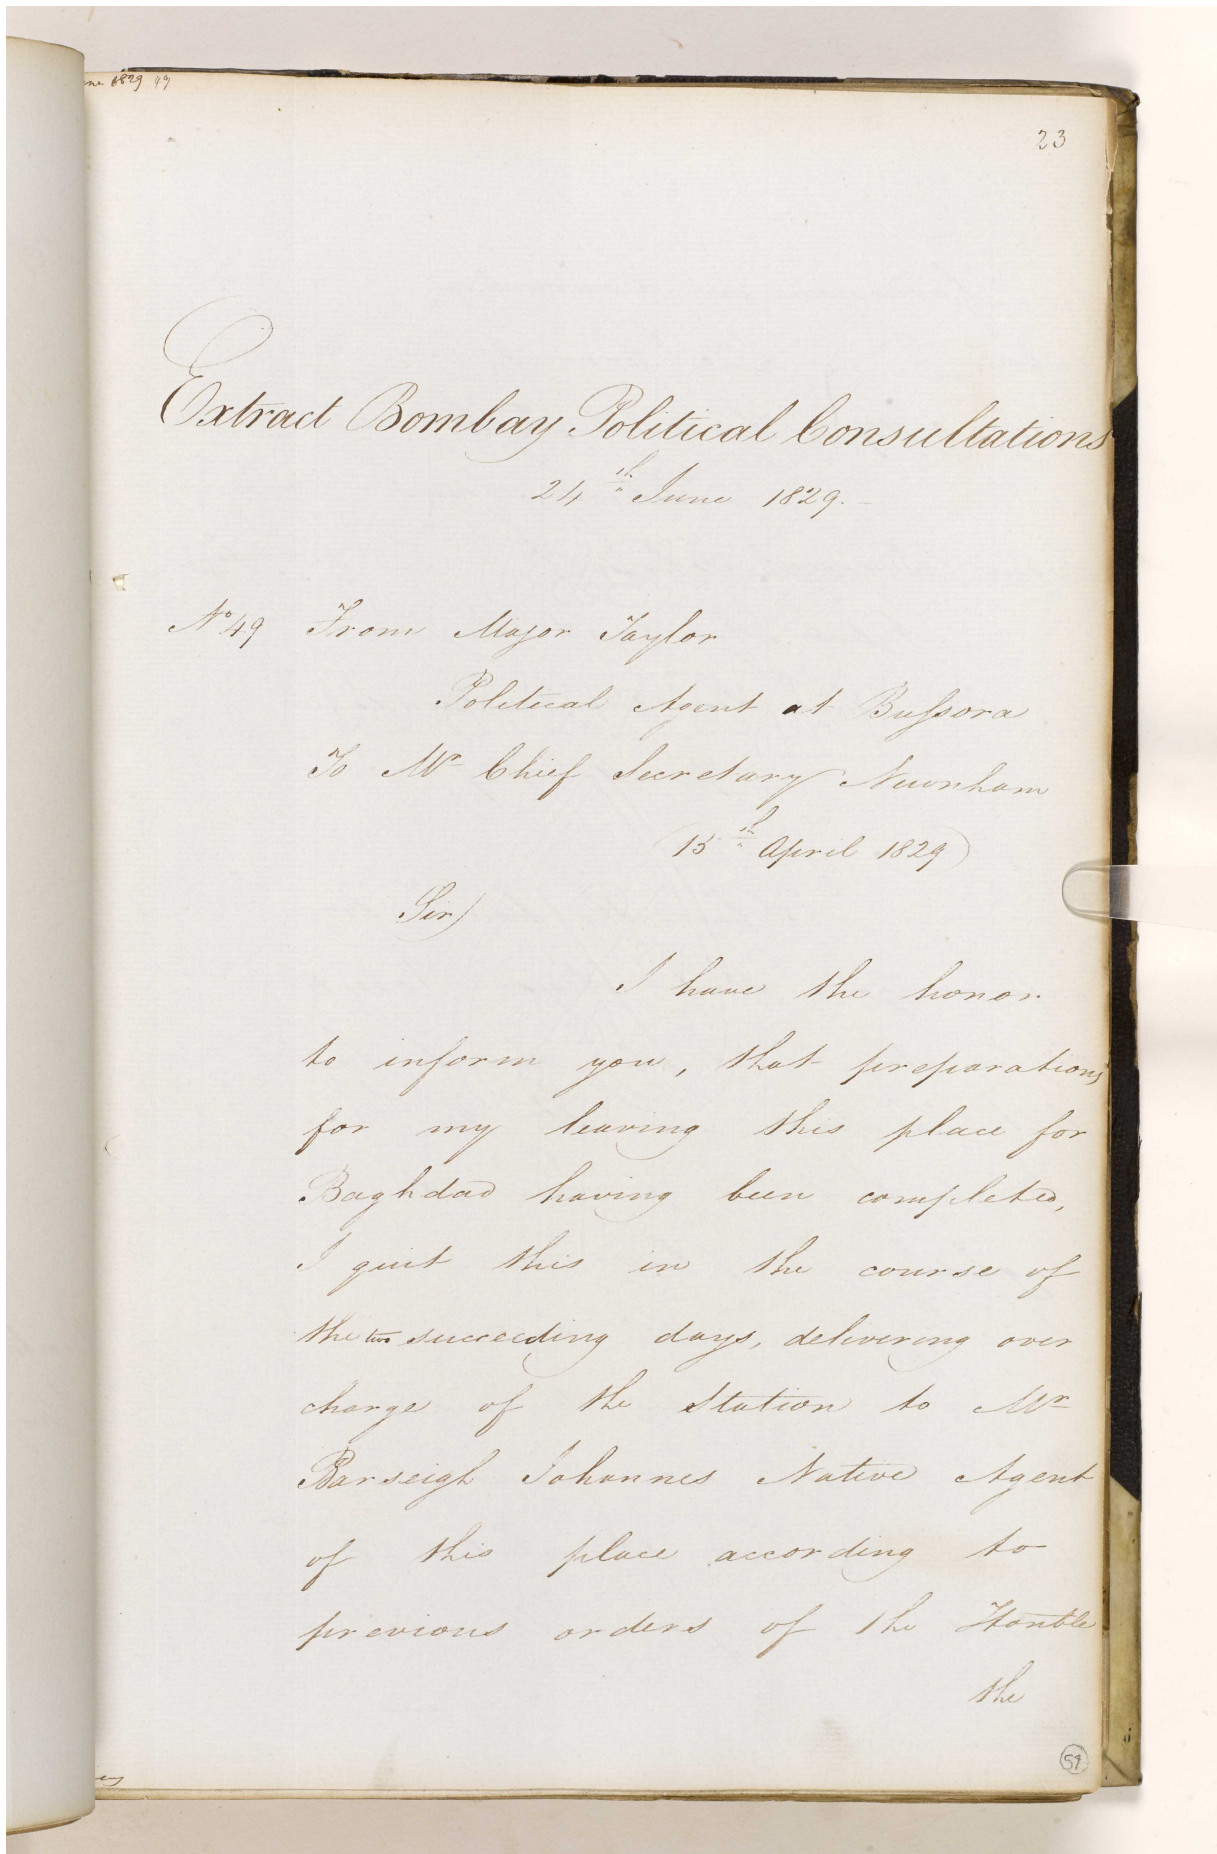 1829 49
23
Extract Bombay Political Consultations
24th June 1829.-
No 49 From Major Taylor
Political Agent at Bussora
To Mr Chief Secretary Newnham
(15th April 1829)
Sir/
I have the honor
to inform you, that preparations
for my leaving this place for
Baghdad having been completed,
I quit this in the course of
the two succeeding days, delivering over
charge of the Station to Mr
Barseigh Johannes Native Agent
of this place according to
previous orders of the Honble
the
59